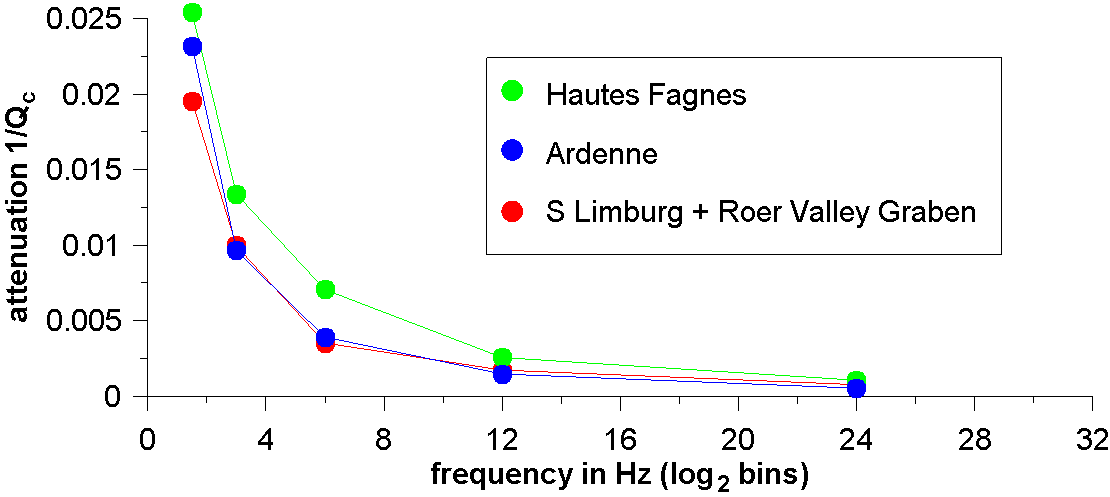 0.025
0.02
0.015
0.01
0.005
0
attenuation 1/Qc
Hautes Fagnes
Ardenne
S Limburg + Roer Valley Graben
0 4 8 12 16 20 24 28 32
frequency in Hz (log2 bins)